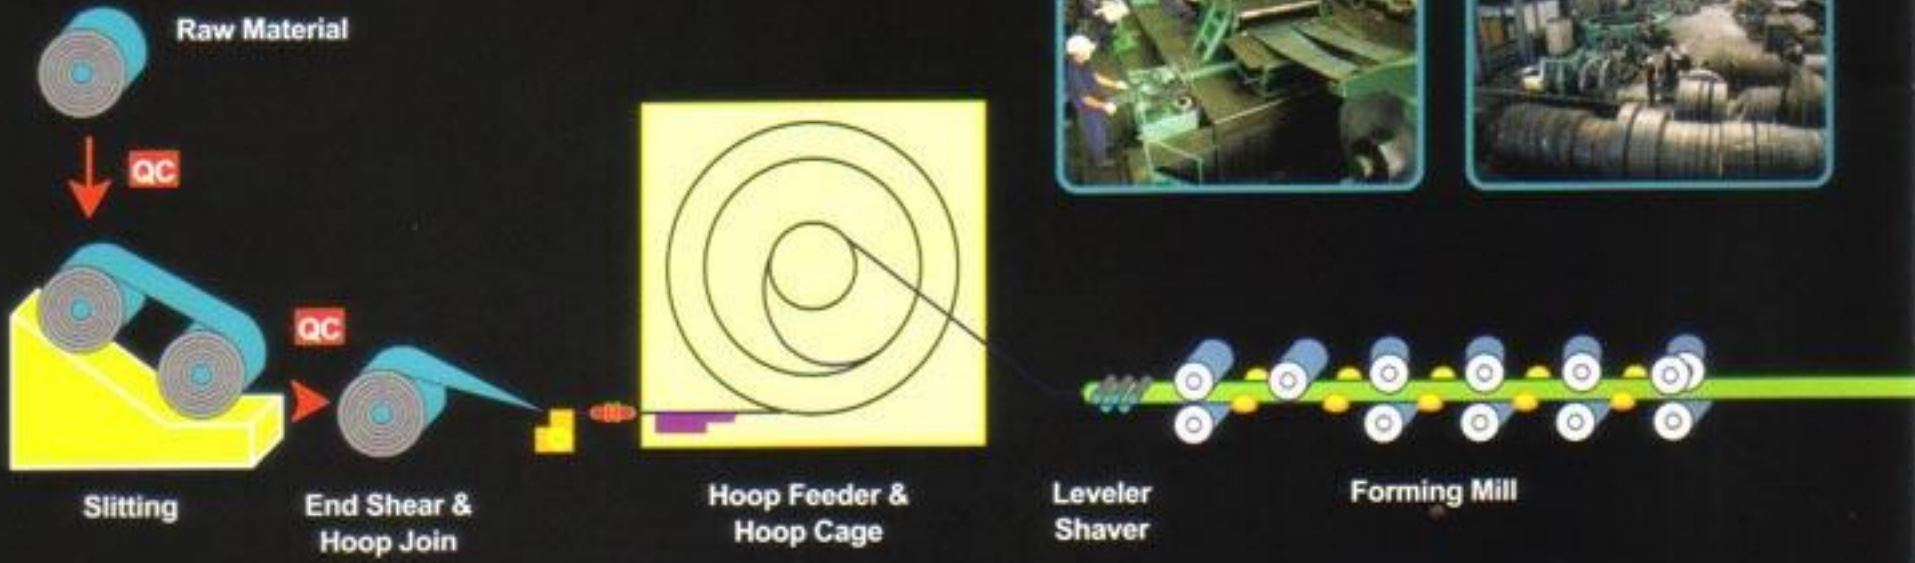 Raw Material
QC
QC
Slitting
End Shear &
Hoop Join
Hoop Feeder &
Hoop Cage
Leveler
Shaver
Forming Mill